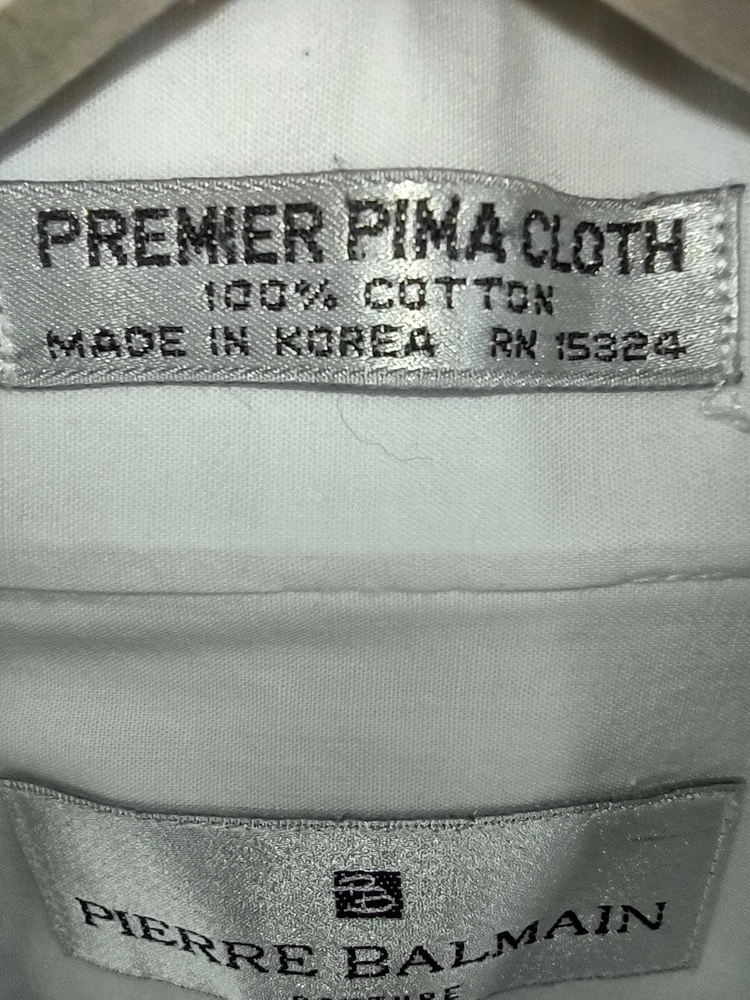 PREMIER PIMA CLOTH
100% COTTON
MADE IN KOREA RN 15324
PIERRE BALMAIN